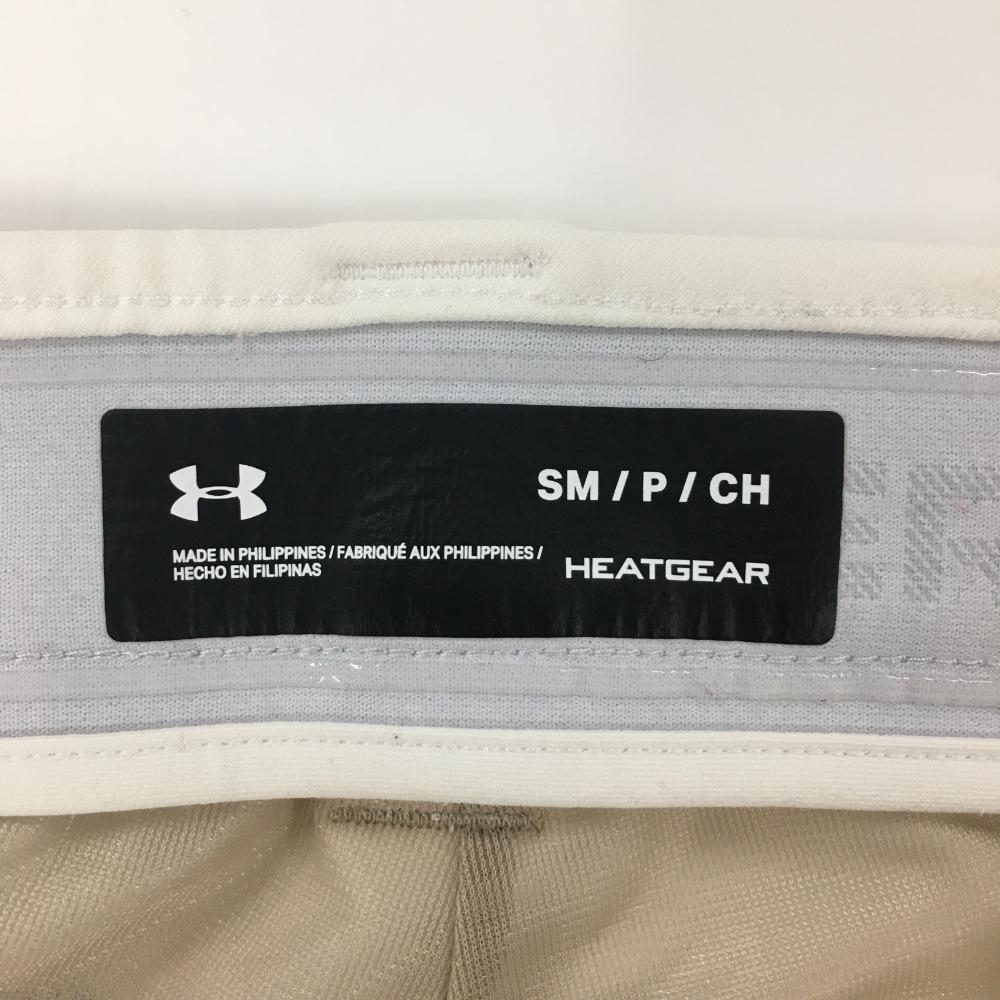 SM / P / CH
MADE IN PHILIPPINES / FABRIQUÉ AUX PHILIPPINES /
HECHO EN FILIPINAS
HEATGEAR